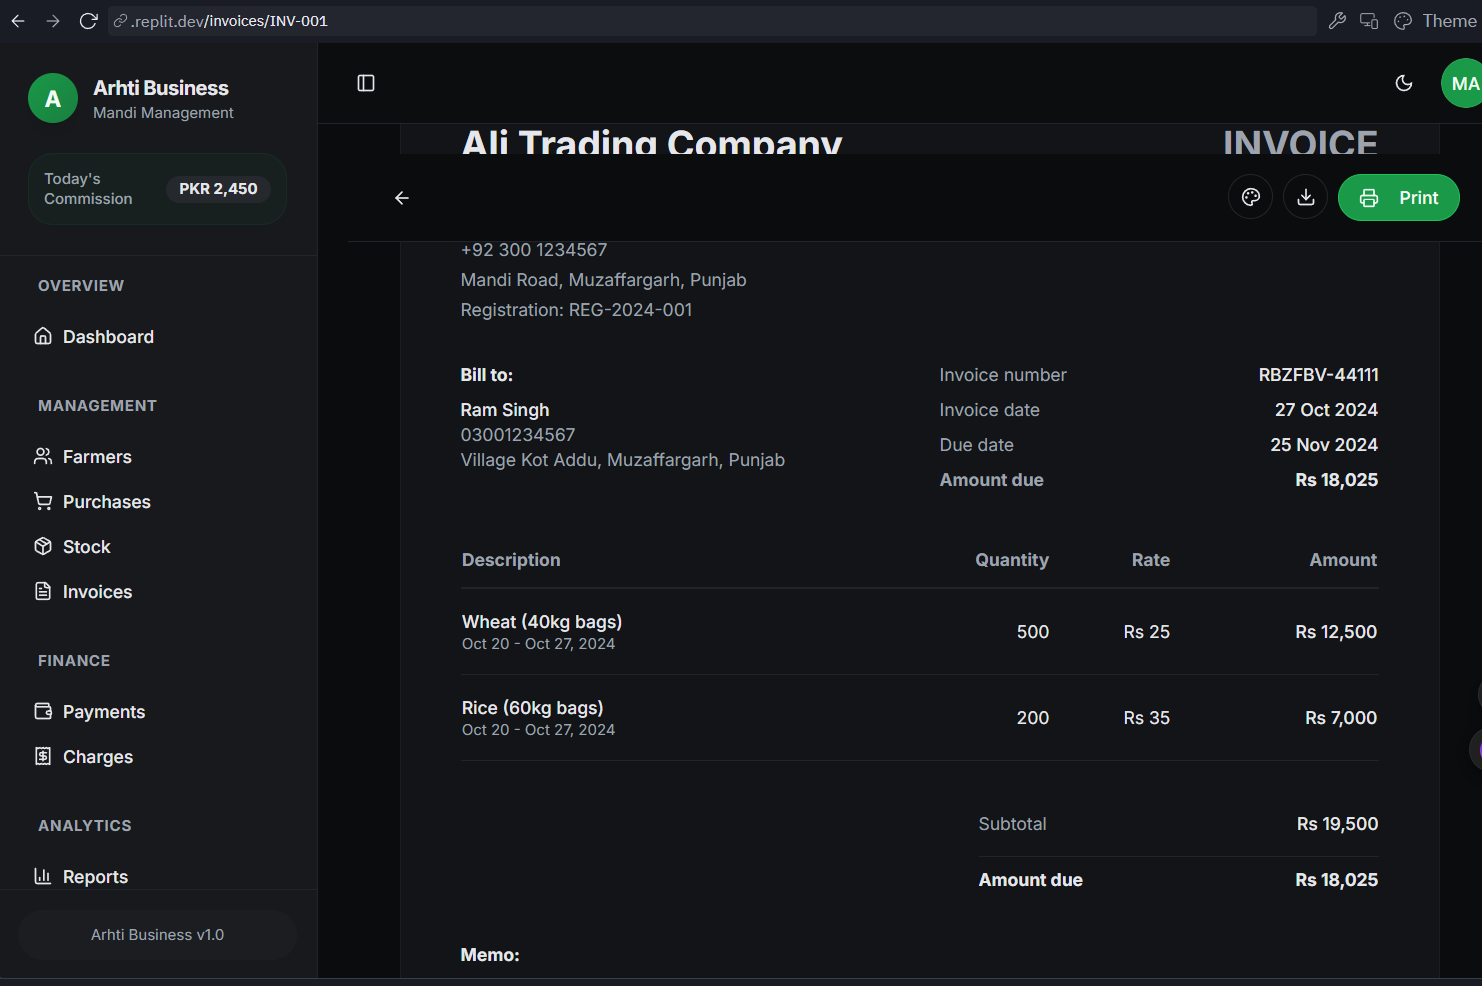 .replit.dev/invoices/INV-001
Theme
A
Arhti Business
Mandi Management
Today's
Commission
PKR 2,450
OVERVIEW
Dashboard
MANAGEMENT
Farmers
Purchases
Stock
Invoices
FINANCE
Payments
Charges
ANALYTICS
Reports
Arhti Business v1.0
MA
Ali Trading Company
INVOICE
Print
+92 300 1234567
Mandi Road, Muzaffargarh, Punjab
Registration: REG-2024-001
Bill to:
Ram Singh
03001234567
Village Kot Addu, Muzaffargarh, Punjab
Invoice number RBZFBV-44111
Invoice date 27 Oct 2024
Due date 25 Nov 2024
Amount due Rs 18,025
Description Quantity Rate Amount
Wheat (40kg bags) 500 Rs 25 Rs 12,500
Oct 20 - Oct 27, 2024
Rice (60kg bags) 200 Rs 35 Rs 7,000
Oct 20 - Oct 27, 2024
Subtotal Rs 19,500
Amount due Rs 18,025
Memo: